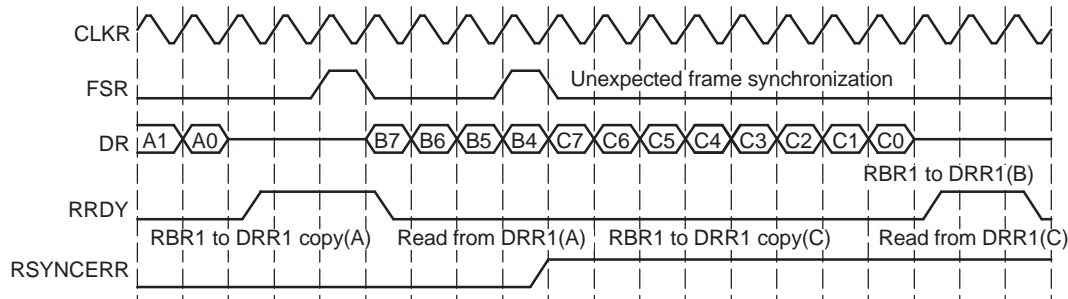 CLKR
FSR Unexpected frame synchronization
DR A1 A0 B7 B6 B5 B4 C7 C6 C5 C4 C3 C2 C1 C0
RBR1 to DRR1(B)
RRDY
RBR1 to DRR1 copy(A) Read from DRR1(A) RBR1 to DRR1 copy(C) Read from DRR1(C)
RSYNCERR